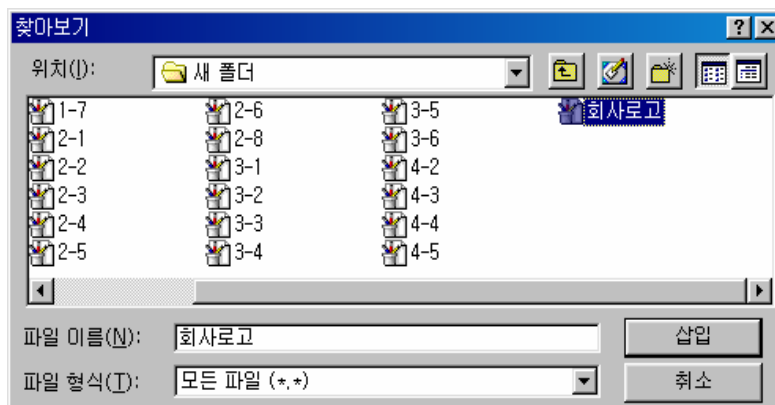 찾아보기
위치(I): 새 폴더
1-7 2-6 3-5 회사로고
2-1 2-8 3-6
2-2 3-1 4-2
2-3 3-2 4-3
2-4 3-3 4-4
2-5 3-4 4-5
파일 이름(N): 회사로고 삽입
파일 형식(T): 모든 파일 (*.*) 취소